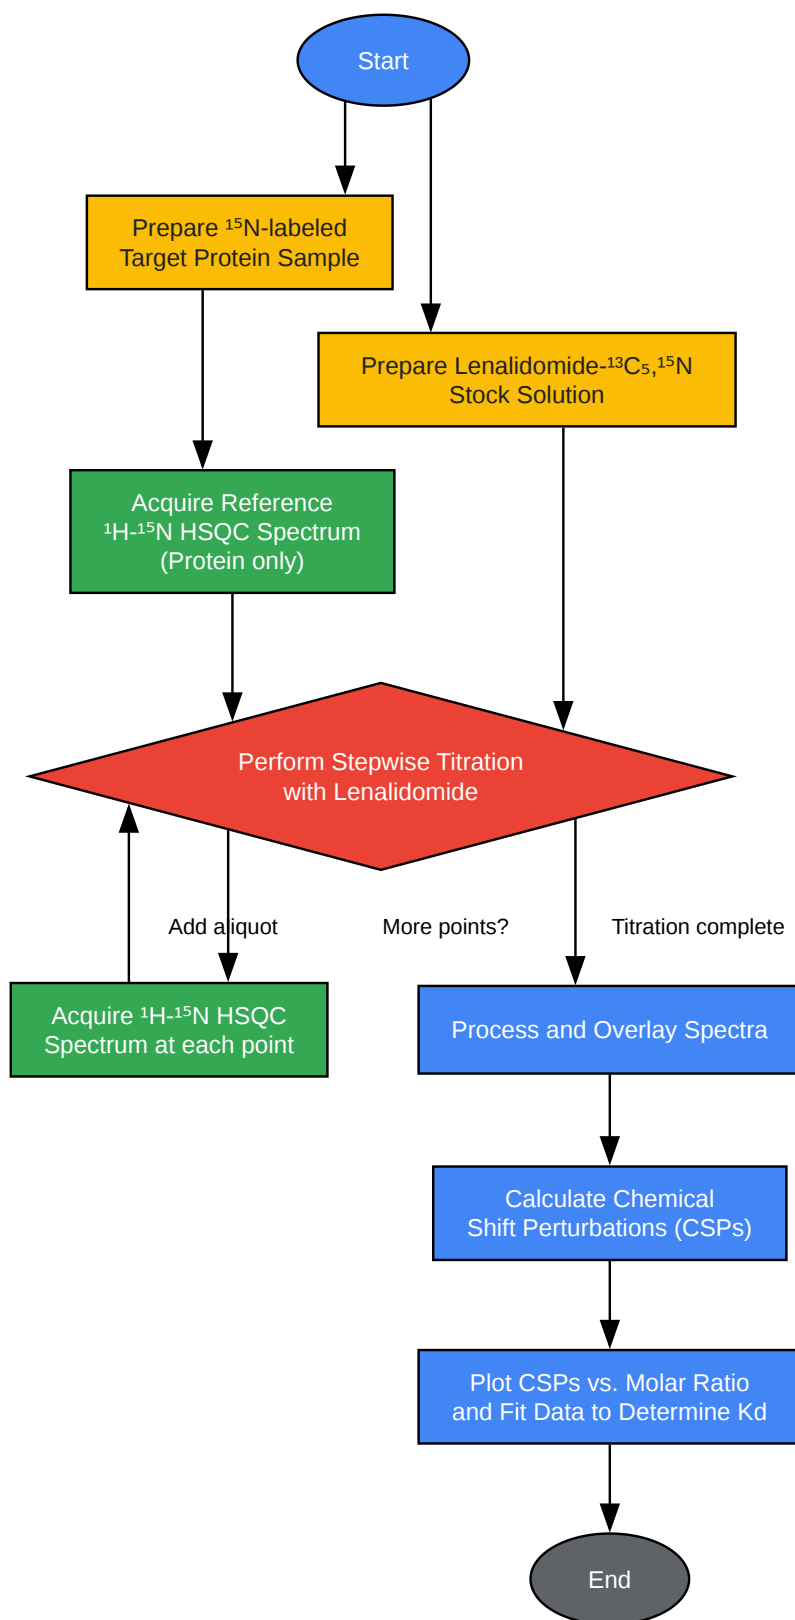 Start
Prepare ¹⁵N-labeled
Target Protein Sample
Prepare Lenalidomide-¹³C₅,¹⁵N
Stock Solution
Acquire Reference
¹H-¹⁵N HSQC Spectrum
(Protein only)
Perform Stepwise Titration
with Lenalidomide
Add aliquot
More points?
Titration complete
Acquire ¹H-¹⁵N HSQC
Spectrum at each point
Process and Overlay Spectra
Calculate Chemical
Shift Perturbations (CSPs)
Plot CSPs vs. Molar Ratio
and Fit Data to Determine Kd
End